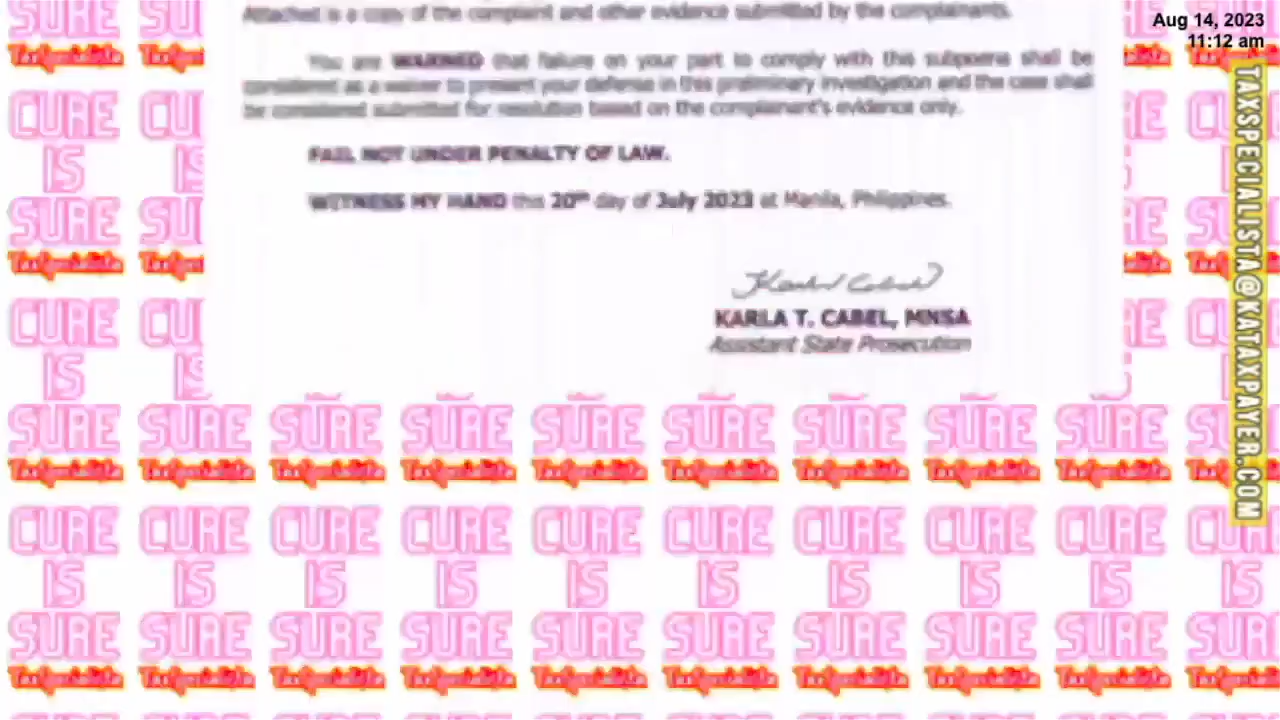 Attached is a copy of the complaint and other evidence submitted by the complainants.
You are WARNED that failure on your part to comply with this subpoena shall be
considered as a waiver to present your defense in this preliminary investigation and the case shall
be considered submitted for resolution based on the complainant's evidence only.
FAIL NOT UNDER PENALTY OF LAW.
WITNESS MY HAND this 20th day of July 2023 at Manila, Philippines.
KARLA T. CABEL, MNSA
Assistant State Prosecution
Aug 14, 2023
11:12 am
TAXSPECIALISTA@KATAXPAYER.COM
CURE
IS
SURE
TaxSpecialista